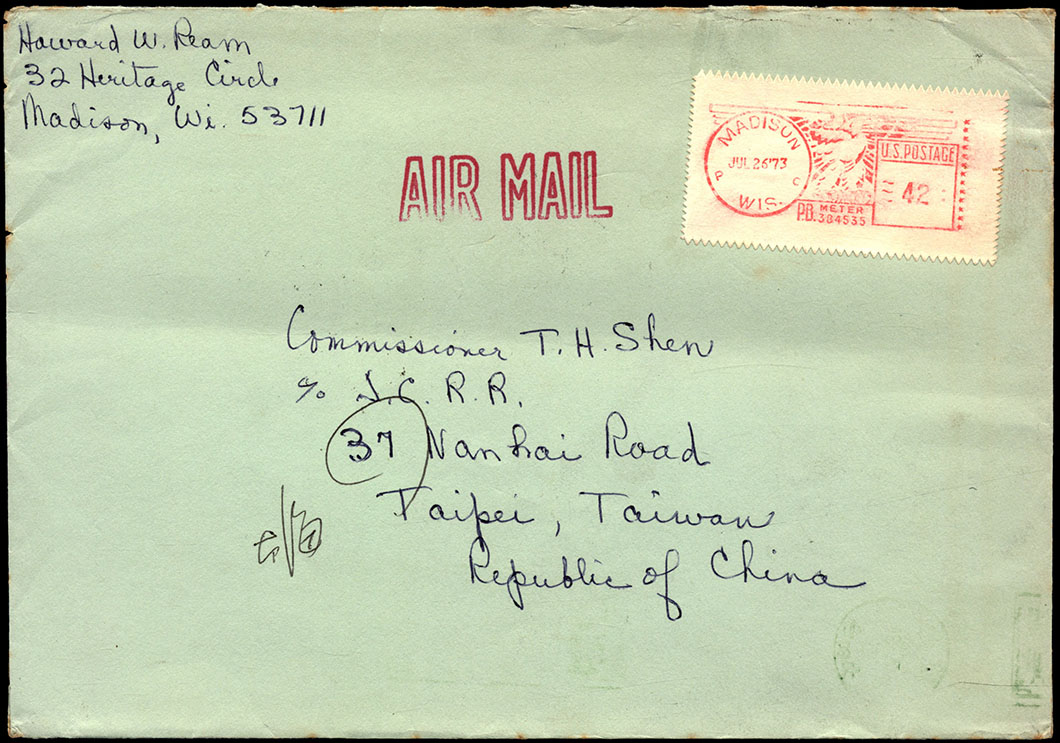 Howard W. Ream
32 Heritage Circle
Madison, Wi. 53711
AIR MAIL
MADISON
JUL 26 '73
P C
WIS.
U.S. POSTAGE
42
P.B. METER
384535
Commissioner T. H. Shen
c/o J. C. R. R.
37 Nanhai Road
Taipei, Taiwan
Republic of China